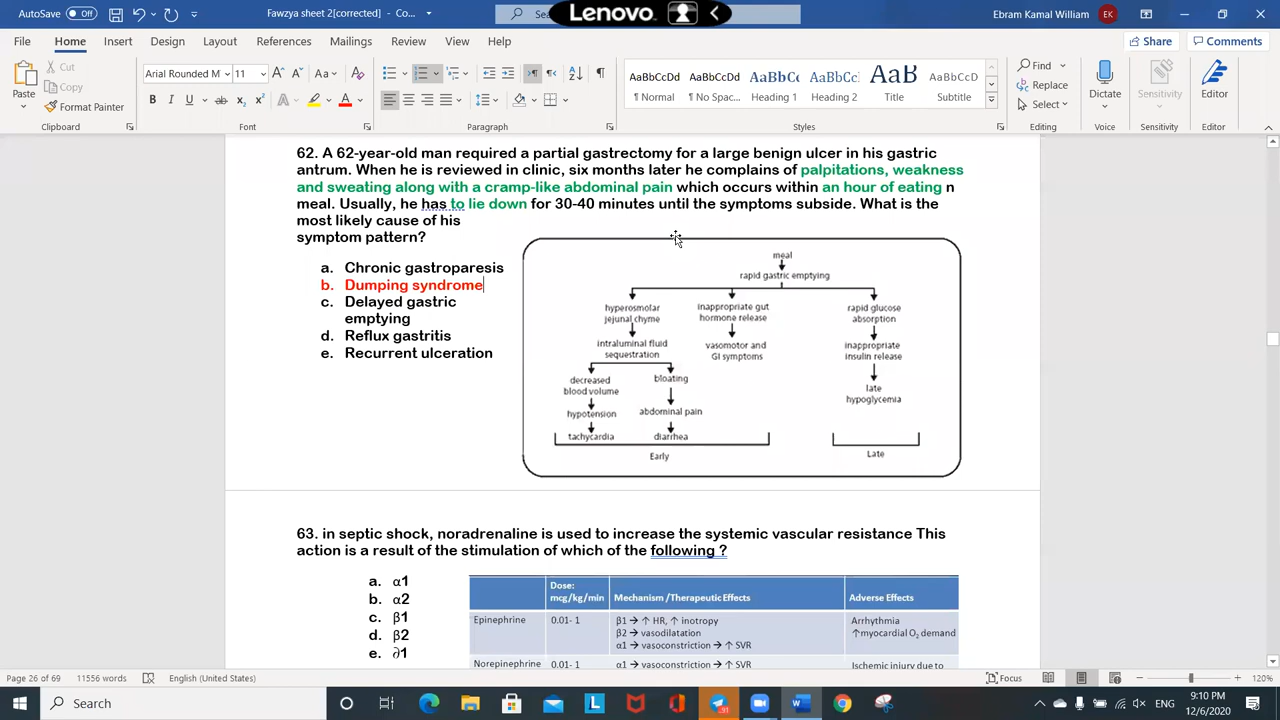 AutoSave Off
Fawzya sheet 2[corrected] - Word
Lenovo
Ebram Kamal William EK
File Home Insert Design Layout References Mailings Review View Help
Share Comments
Paste
Cut
Copy
Format Painter
Arial Rounded M 11
Clipboard
Font
Paragraph
AaBbCcDd AaBbCcDd AaBbCc AaBbCc AaB AaBbCcD
¶ Normal ¶ No Spac... Heading 1 Heading 2 Title Subtitle
Styles
Find
Replace
Select
Editing
Dictate
Voice
Sensitivity
Sensitivity
Editor
Editor
62. A 62-year-old man required a partial gastrectomy for a large benign ulcer in his gastric
antrum. When he is reviewed in clinic, six months later he complains of palpitations, weakness
and sweating along with a cramp-like abdominal pain which occurs within an hour of eating n
meal. Usually, he has to lie down for 30-40 minutes until the symptoms subside. What is the
most likely cause of his
symptom pattern?
a. Chronic gastroparesis
b. Dumping syndrome
c. Delayed gastric
emptying
d. Reflux gastritis
e. Recurrent ulceration
meal
rapid gastric emptying
hyperosmolar
jejunal chyme
intraluminal fluid
sequestration
decreased
blood volume
hypotension
tachycardia
bloating
abdominal pain
diarrhea
inappropriate gut
hormone release
vasomotor and
GI symptoms
Early
rapid glucose
absorption
inappropriate
insulin release
late
hypoglycemia
Late
63. in septic shock, noradrenaline is used to increase the systemic vascular resistance This
action is a result of the stimulation of which of the following ?
a. α1
b. α2
c. β1
d. β2
e. ∂1
Dose:
mcg/kg/min
Mechanism /Therapeutic Effects
Adverse Effects
Epinephrine
0.01- 1
β1 → ↑ HR, ↑ inotropy
β2 → vasodilatation
α1 → vasoconstriction → ↑ SVR
Arrhythmia
↑myocardial O₂ demand
Norepinephrine
0.01- 1
α1 → vasoconstriction → ↑ SVR
Ischemic injury due to
Page 26 of 69 11556 words English (United States)
Focus
120%
Search
9:10 PM
12/6/2020